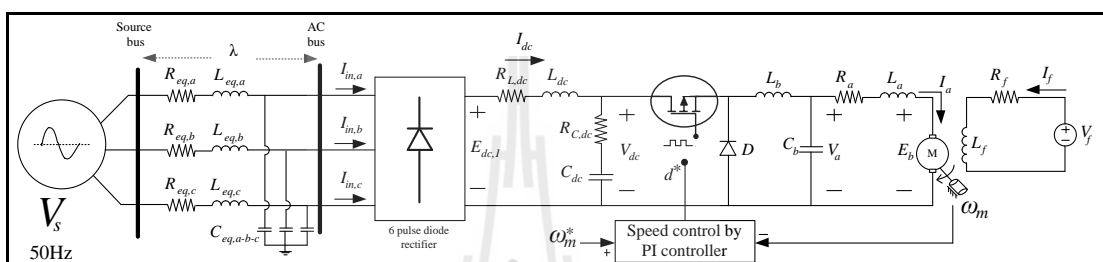 Source bus
λ
AC bus
R_eq,a L_eq,a
I_in,a
R_eq,b L_eq,b
I_in,b
R_eq,c L_eq,c
I_in,c
C_eq,a-b-c
V_s
50Hz
6 pulse diode rectifier
E_dc,1
+
−
I_dc
R_L,dc
L_dc
R_C,dc
C_dc
+
V_dc
−
d*
D
L_b
C_b
+
V_a
−
R_a
L_a
I_a
+
E_b
−
M
R_f
I_f
L_f
V_f
+
−
ω_m
ω*_m
+
Speed control by PI controller
−